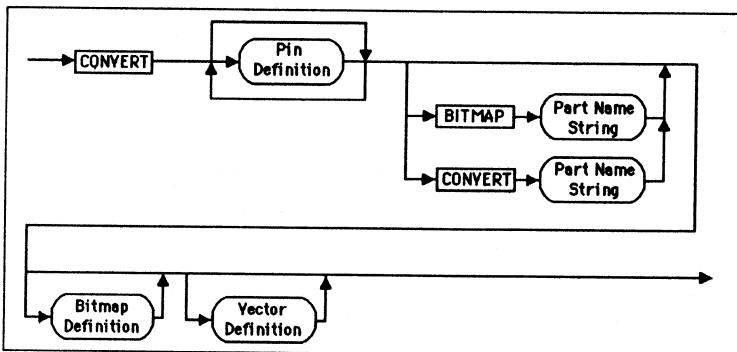 CONVERT
Pin
Definition
BITMAP
Part Name
String
CONVERT
Part Name
String
Bitmap
Definition
Vector
Definition